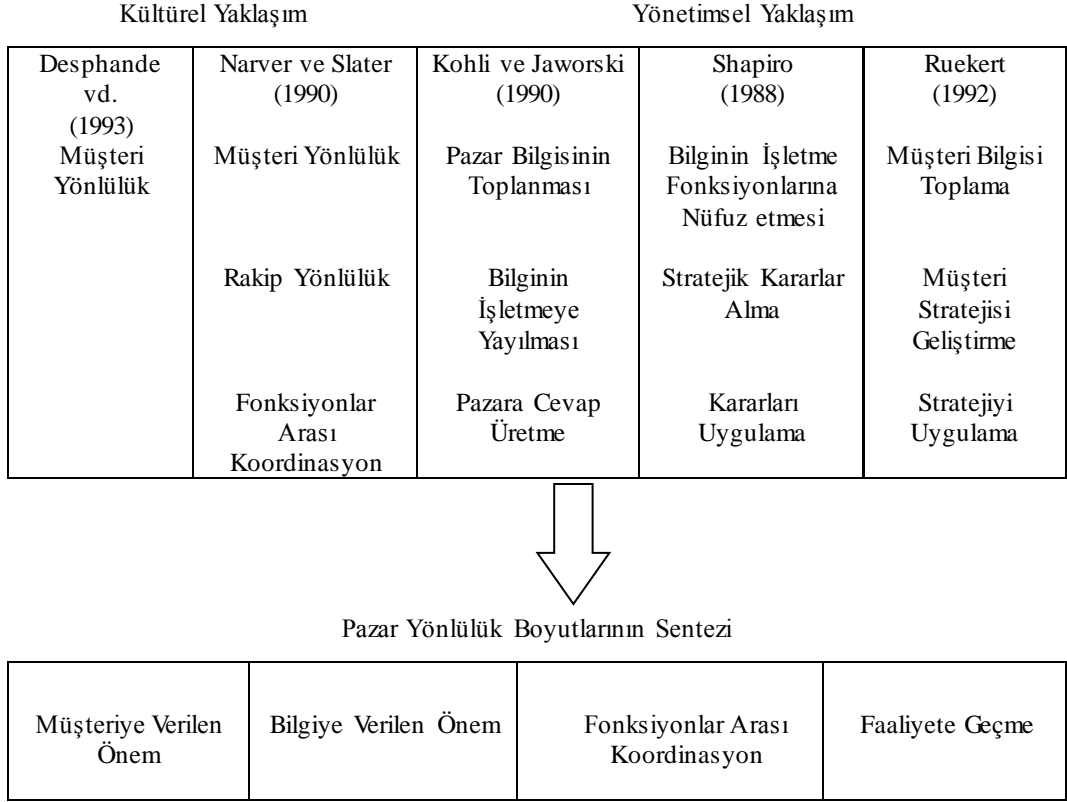 Kültürel Yaklaşım
Yönetimsel Yaklaşım
Desphande
vd.
(1993)
Müşteri
Yönlülük
Narver ve Slater
(1990)
Müşteri Yönlülük
Rakip Yönlülük
Fonksiyonlar
Arası
Koordinasyon
Kohli ve Jaworski
(1990)
Pazar Bilgisinin
Toplanması
Bilginin
İşletmeye
Yayılması
Pazara Cevap
Üretme
Shapiro
(1988)
Bilginin İşletme
Fonksiyonlarına
Nüfuz etmesi
Stratejik Kararlar
Alma
Kararları
Uygulama
Ruekert
(1992)
Müşteri Bilgisi
Toplama
Müşteri
Stratejisi
Geliştirme
Stratejiyi
Uygulama
Pazar Yönlülük Boyutlarının Sentezi
Müşteriye Verilen
Önem
Bilgiye Verilen Önem
Fonksiyonlar Arası
Koordinasyon
Faaliyete Geçme